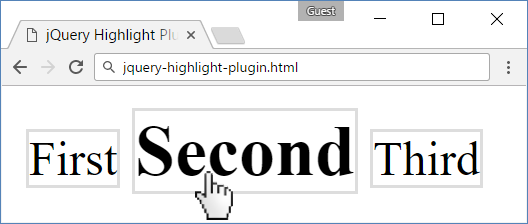 Guest
jQuery Highlight Plu
jquery-highlight-plugin.html
First Second Third